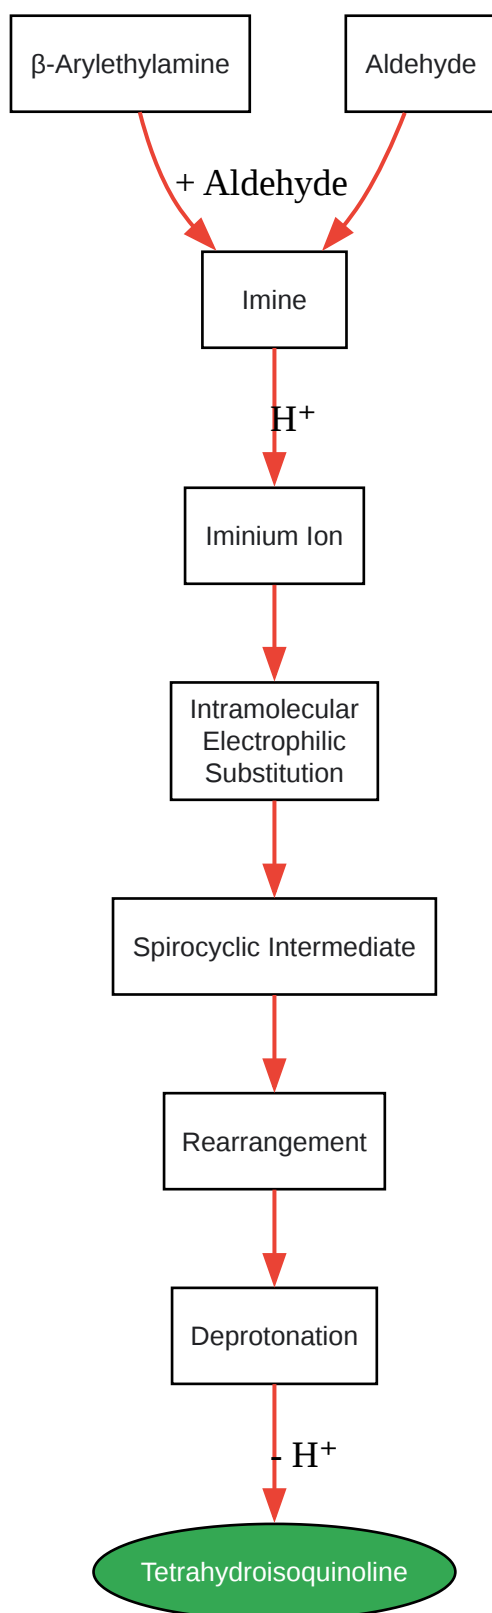 β-Arylethylamine
Aldehyde
+ Aldehyde
Imine
H⁺
Iminium Ion
Intramolecular
Electrophilic
Substitution
Spirocyclic Intermediate
Rearrangement
Deprotonation
- H⁺
Tetrahydroisoquinoline